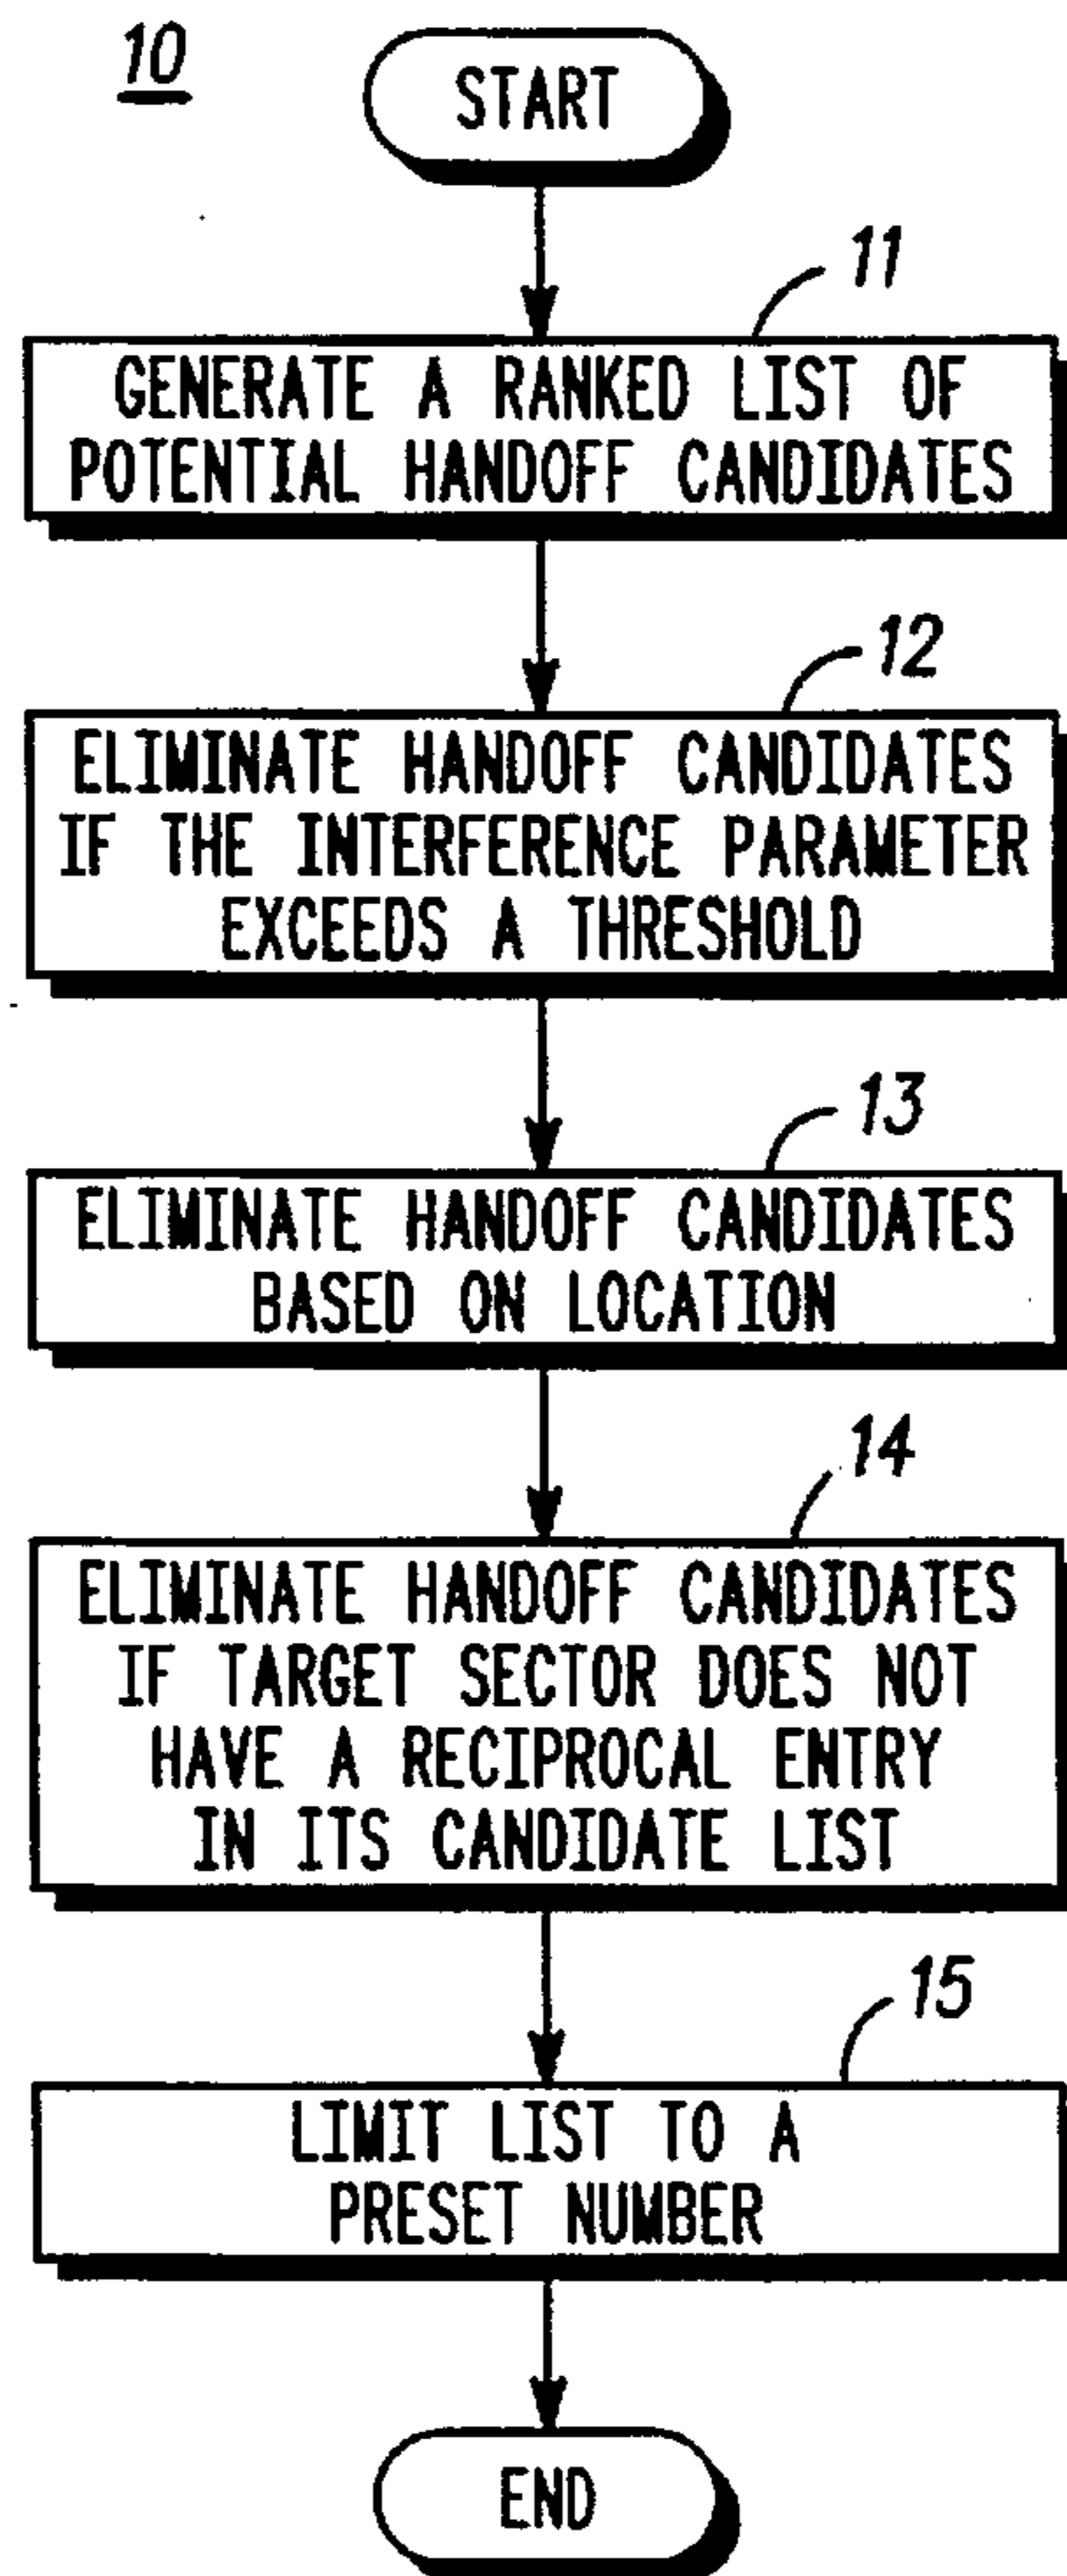 10
START
11
GENERATE A RANKED LIST OF
POTENTIAL HANDOFF CANDIDATES
12
ELIMINATE HANDOFF CANDIDATES
IF THE INTERFERENCE PARAMETER
EXCEEDS A THRESHOLD
13
ELIMINATE HANDOFF CANDIDATES
BASED ON LOCATION
14
ELIMINATE HANDOFF CANDIDATES
IF TARGET SECTOR DOES NOT
HAVE A RECIPROCAL ENTRY
IN ITS CANDIDATE LIST
15
LIMIT LIST TO A
PRESET NUMBER
END